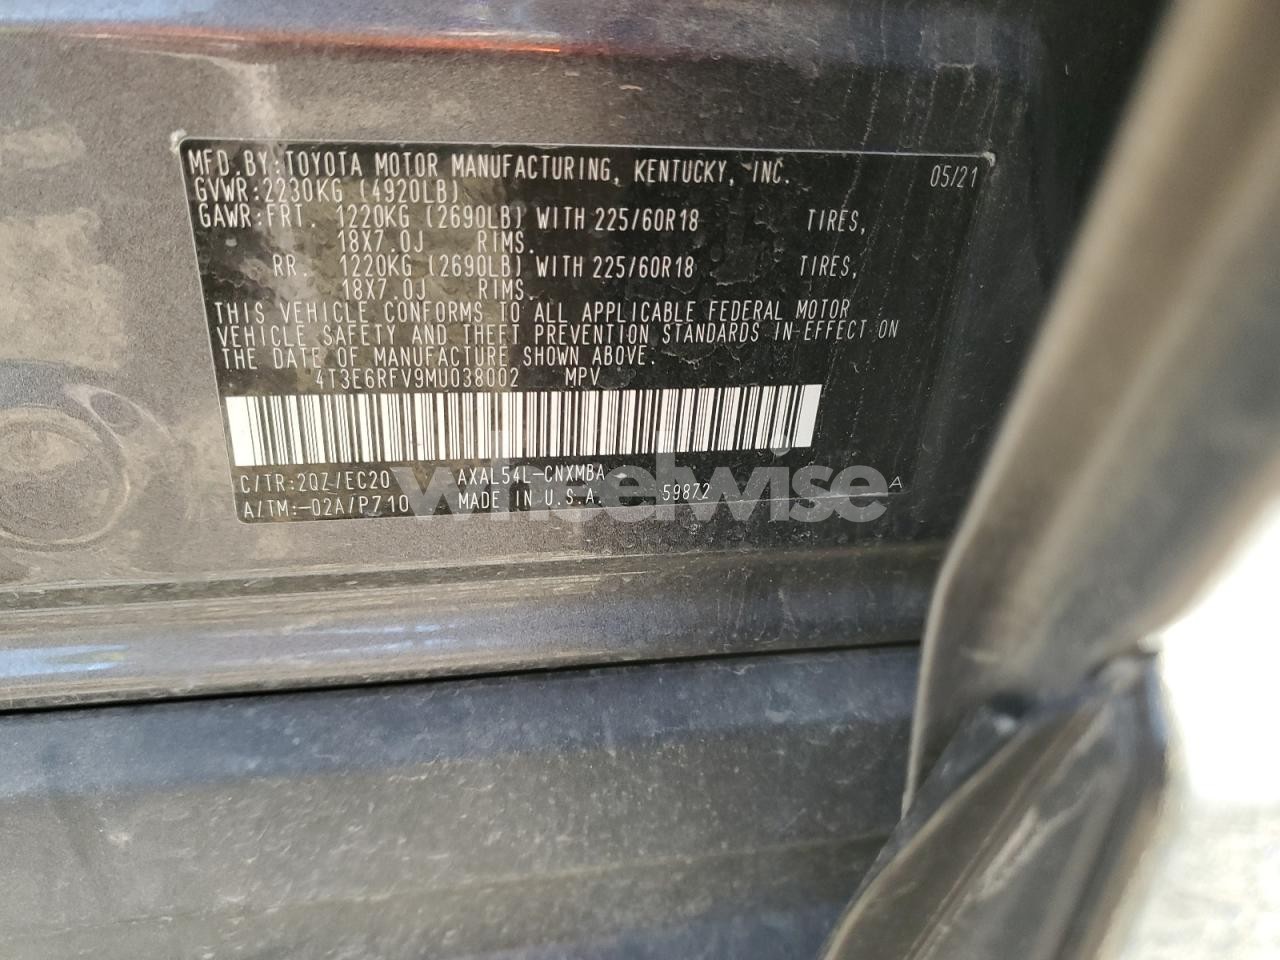 MFD.BY:TOYOTA MOTOR MANUFACTURING, KENTUCKY, INC. 05/21
GVWR:2230KG (4920LB)
GAWR:FRT. 1220KG (2690LB) WITH 225/60R18 TIRES,
18X7.0J RIMS.
RR. 1220KG (2690LB) WITH 225/60R18 TIRES,
18X7.0J RIMS.
THIS VEHICLE CONFORMS TO ALL APPLICABLE FEDERAL MOTOR
VEHICLE SAFETY AND THEFT PREVENTION STANDARDS IN EFFECT ON
THE DATE OF MANUFACTURE SHOWN ABOVE.
4T3E6RFV9MU038002 MPV
C/TR:2QZ/EC20 AXAL54L-CNXMBA
A/TM:-02A/P710 MADE IN U.S.A. 59872 A
wheelwise